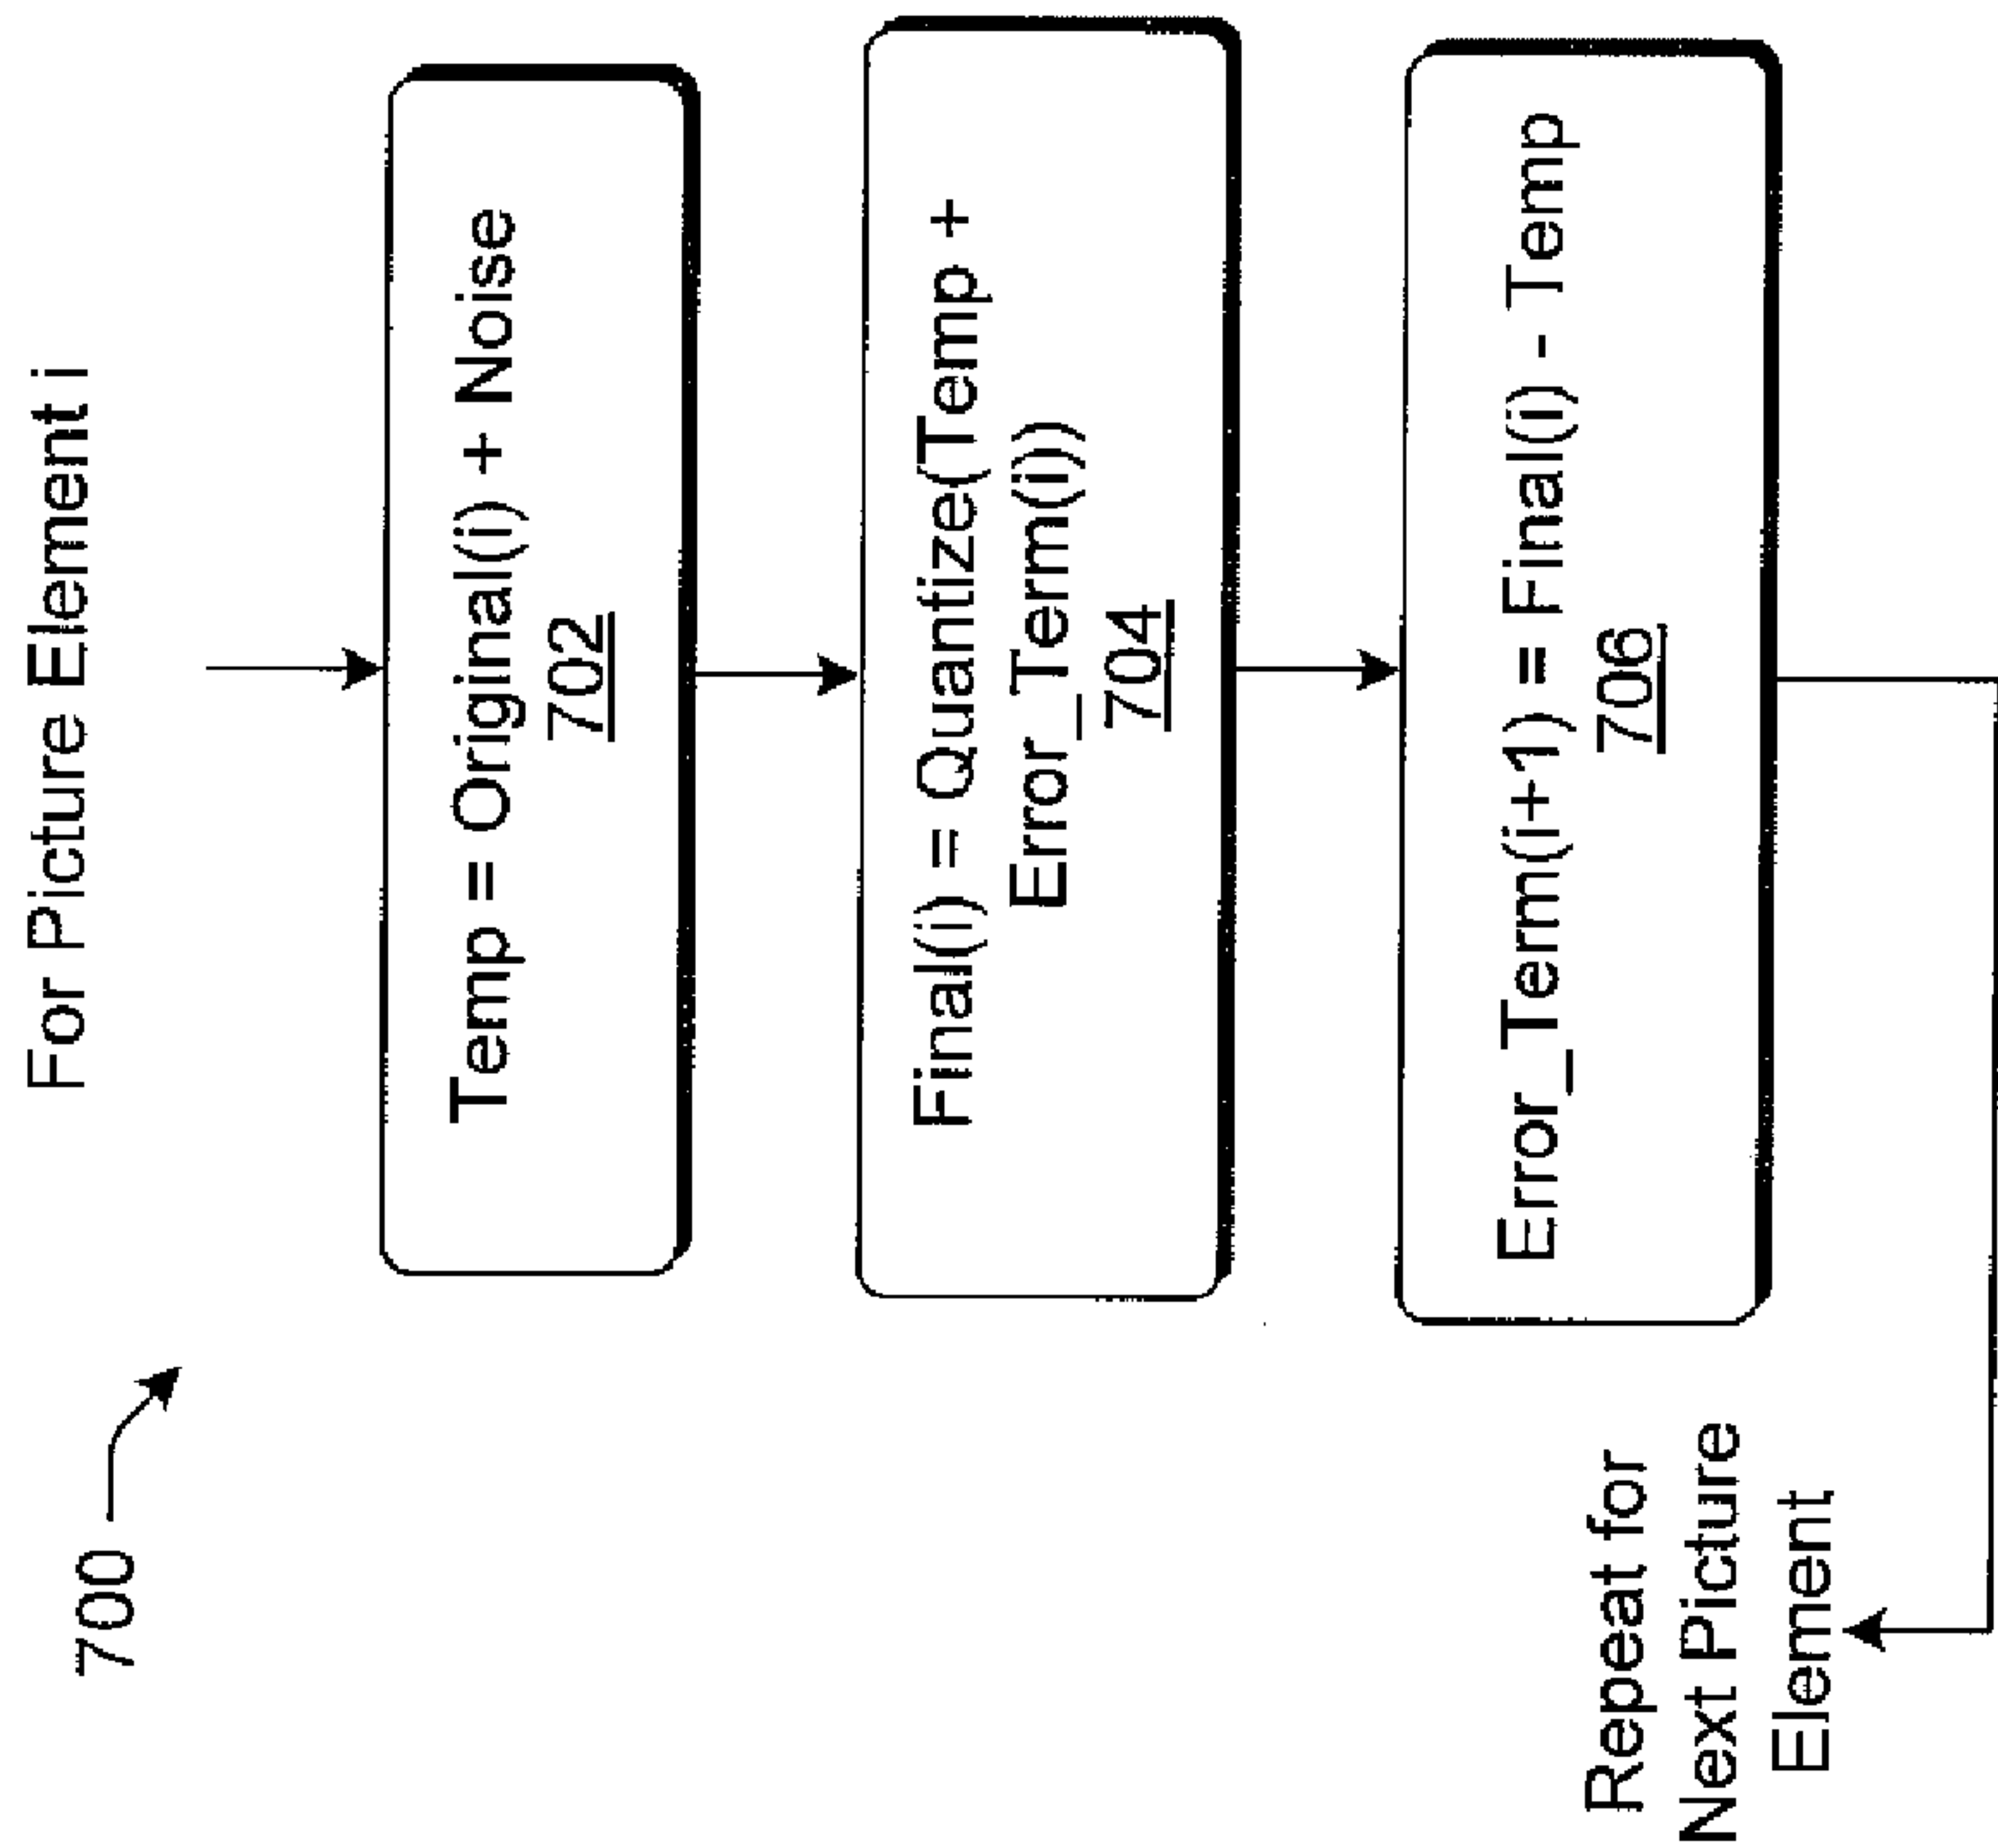 700
For Picture Element i
Temp = Original(i) + Noise
702
Final(i) = Quantize(Temp +
Error_Term(i))
704
Error_Term(i+1) = Final(i) - Temp
706
Repeat for
Next Picture
Element